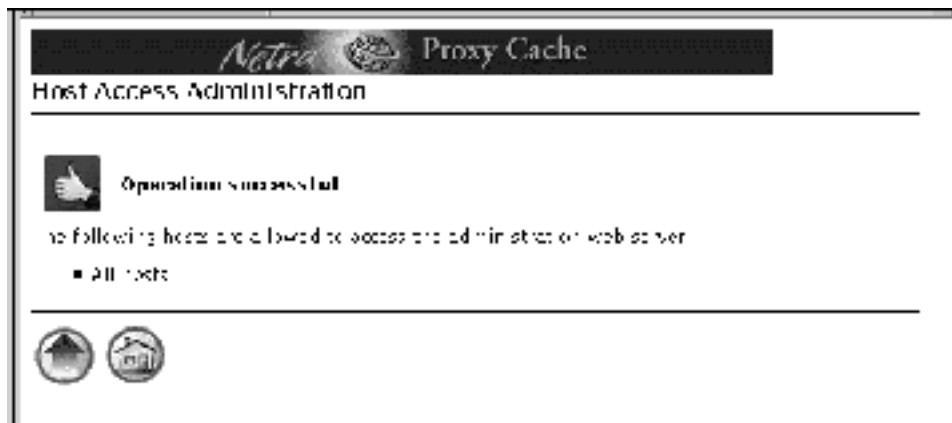 Netra Proxy Cache
Host Access Administration
Operation successful
The following hosts are allowed to access the administration web server
All hosts